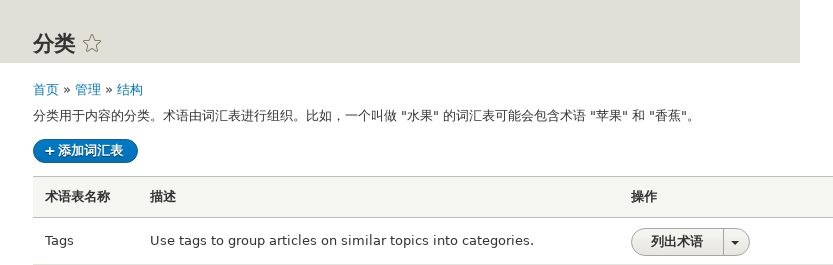 分类
首页 » 管理 » 结构
分类用于内容的分类。术语由词汇表进行组织。比如，一个叫做 "水果" 的词汇表可能会包含术语 "苹果" 和 "香蕉"。
+ 添加词汇表
术语表名称 描述 操作
Tags Use tags to group articles on similar topics into categories. 列出术语